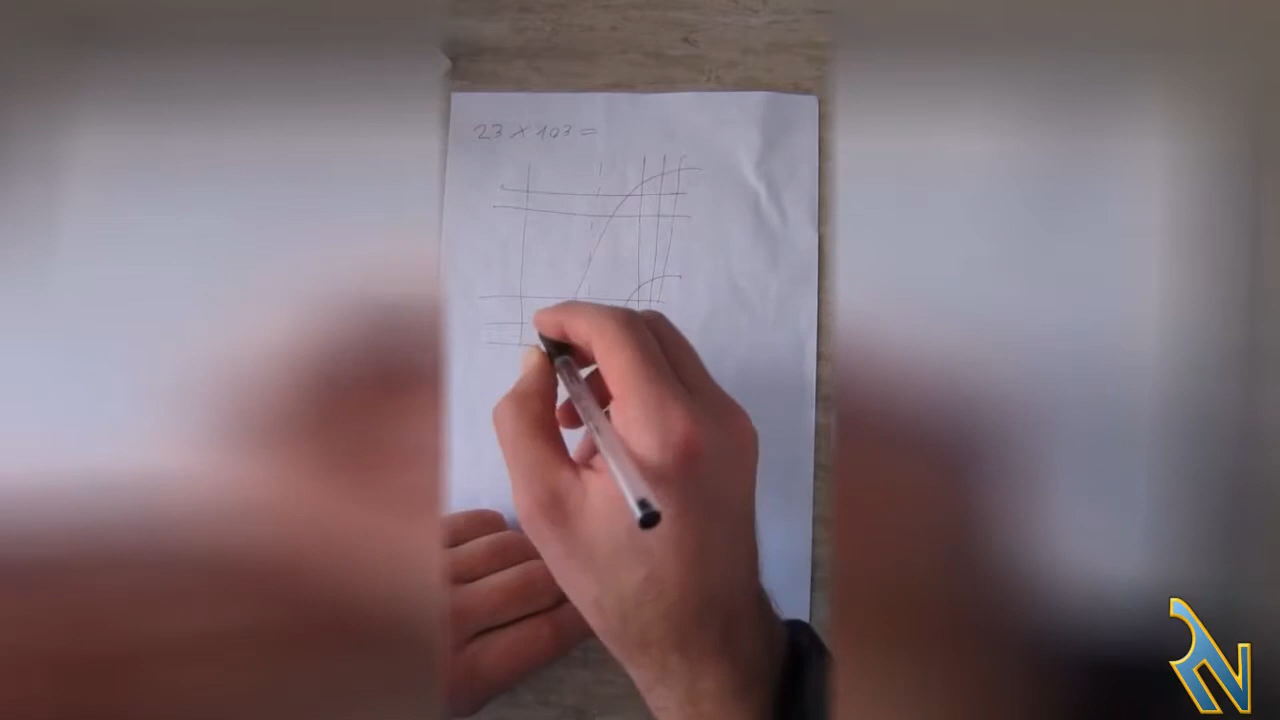 23 × 103 =